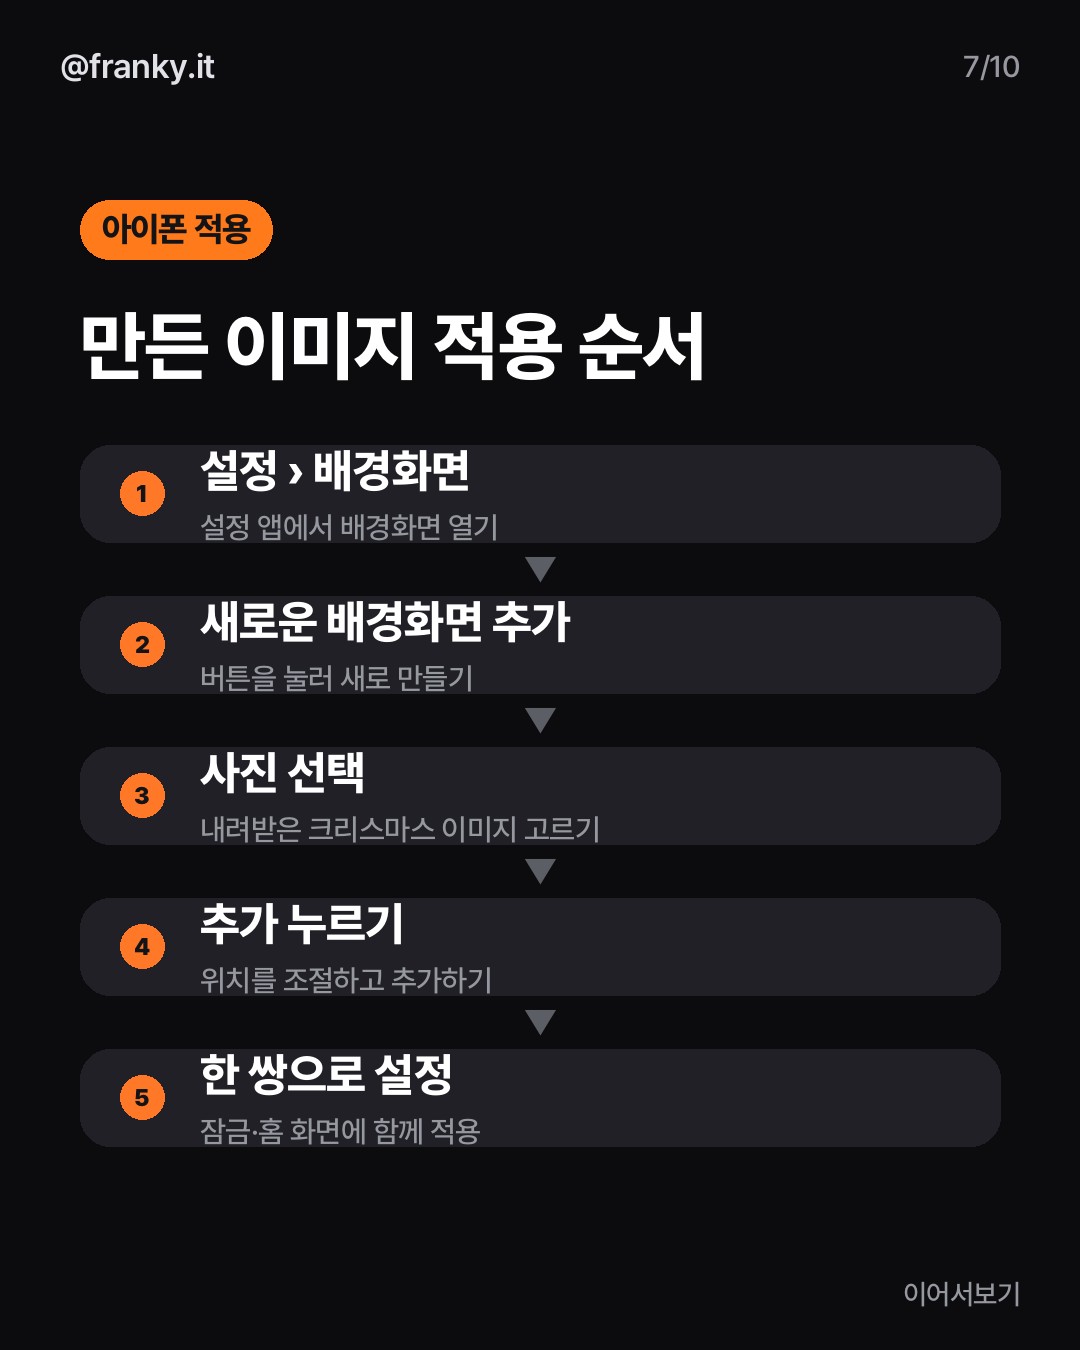 @franky.it
7/10
아이폰 적용
만든 이미지 적용 순서
1
설정 › 배경화면
설정 앱에서 배경화면 열기
2
새로운 배경화면 추가
버튼을 눌러 새로 만들기
3
사진 선택
내려받은 크리스마스 이미지 고르기
4
추가 누르기
위치를 조절하고 추가하기
5
한 쌍으로 설정
잠금·홈 화면에 함께 적용
이어서보기